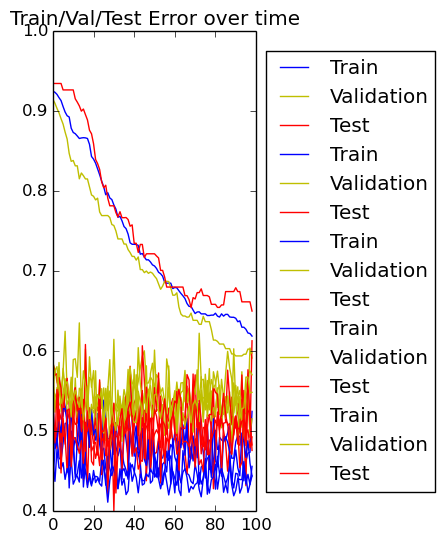 Train/Val/Test Error over time
1.0
0.9
0.8
0.7
0.6
0.5
0.4
0 20 40 60 80 100
Train
Validation
Test
Train
Validation
Test
Train
Validation
Test
Train
Validation
Test
Train
Validation
Test